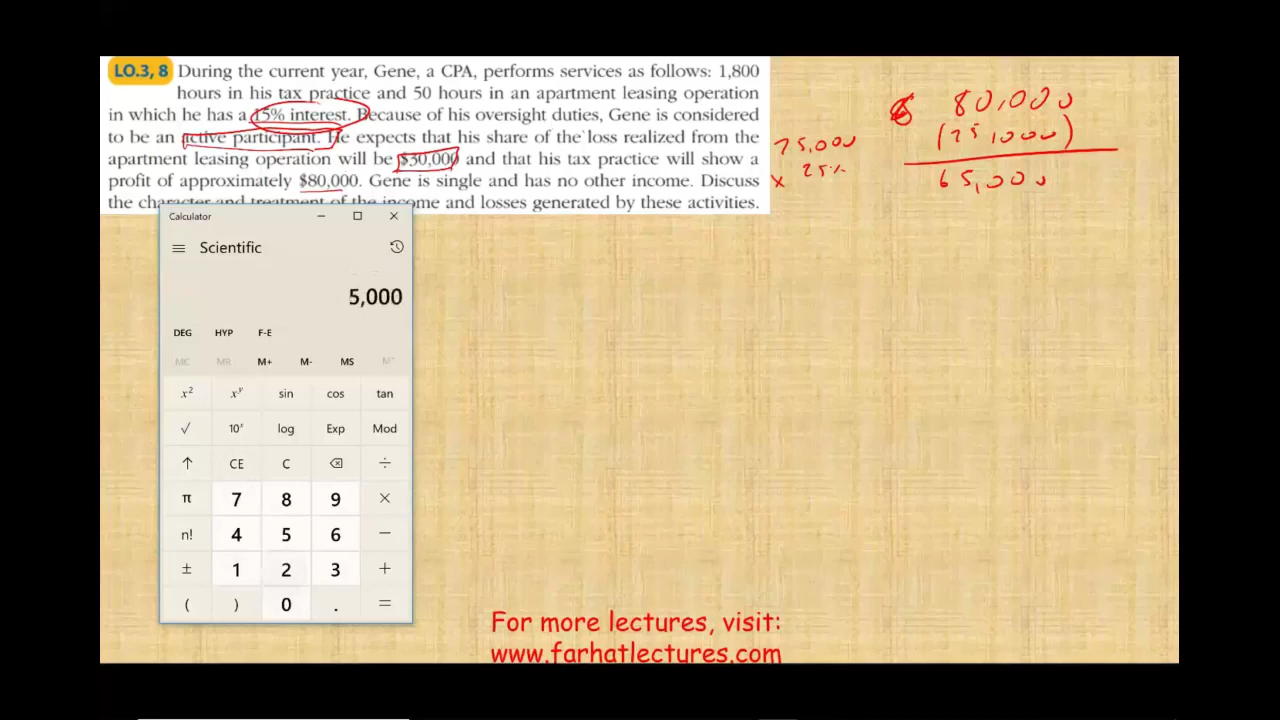 LO.3, 8 During the current year, Gene, a CPA, performs services as follows: 1,800
hours in his tax practice and 50 hours in an apartment leasing operation
in which he has a 15% interest. Because of his oversight duties, Gene is considered
to be an active participant. He expects that his share of the loss realized from the
apartment leasing operation will be $30,000 and that his tax practice will show a
profit of approximately $80,000. Gene is single and has no other income. Discuss
the character and treatment of the income and losses generated by these activities.
80,000
(25,000)
65,000
25,000
x 25%
Calculator
Scientific
5,000
DEG HYP F-E
MC MR M+ M- MS M˅
x² xʸ sin cos tan
√ 10ˣ log Exp Mod
↑ CE C ⌫ ÷
π 7 8 9 ×
n! 4 5 6 −
± 1 2 3 +
( ) 0 . =
For more lectures, visit:
www.farhatlectures.com